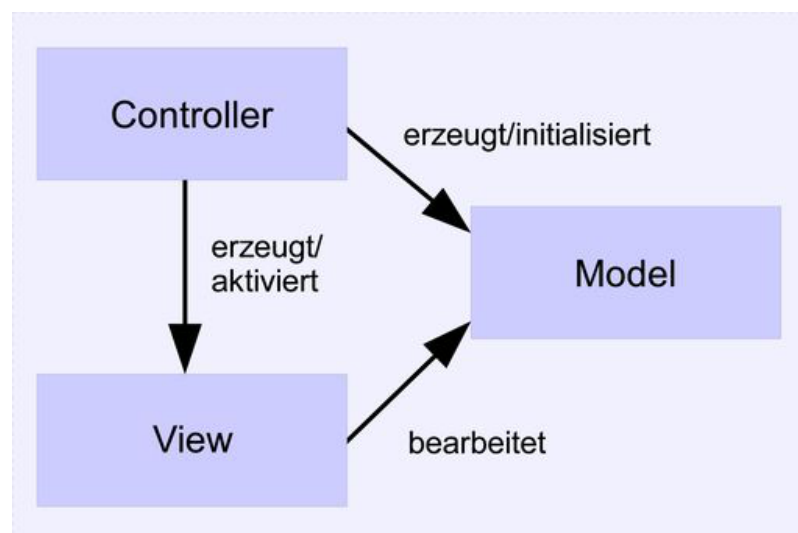 Controller
erzeugt/initialisiert
erzeugt/
aktiviert
Model
View
bearbeitet